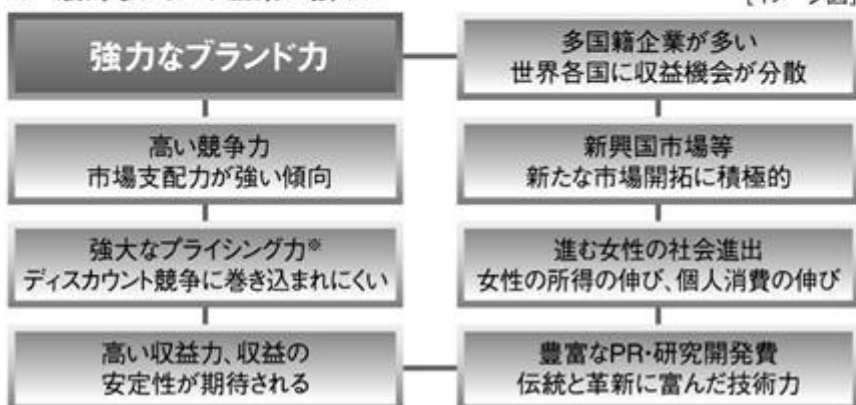 [イメージ図]
強力なブランド力
多国籍企業が多い
世界各国に収益機会が分散
高い競争力
市場支配力が強い傾向
新興国市場等
新たな市場開拓に積極的
強大なプライシング力※
ディスカウント競争に巻き込まれにくい
進む女性の社会進出
女性の所得の伸び、個人消費の伸び
高い収益力、収益の
安定性が期待される
豊富なPR・研究開発費
伝統と革新に富んだ技術力